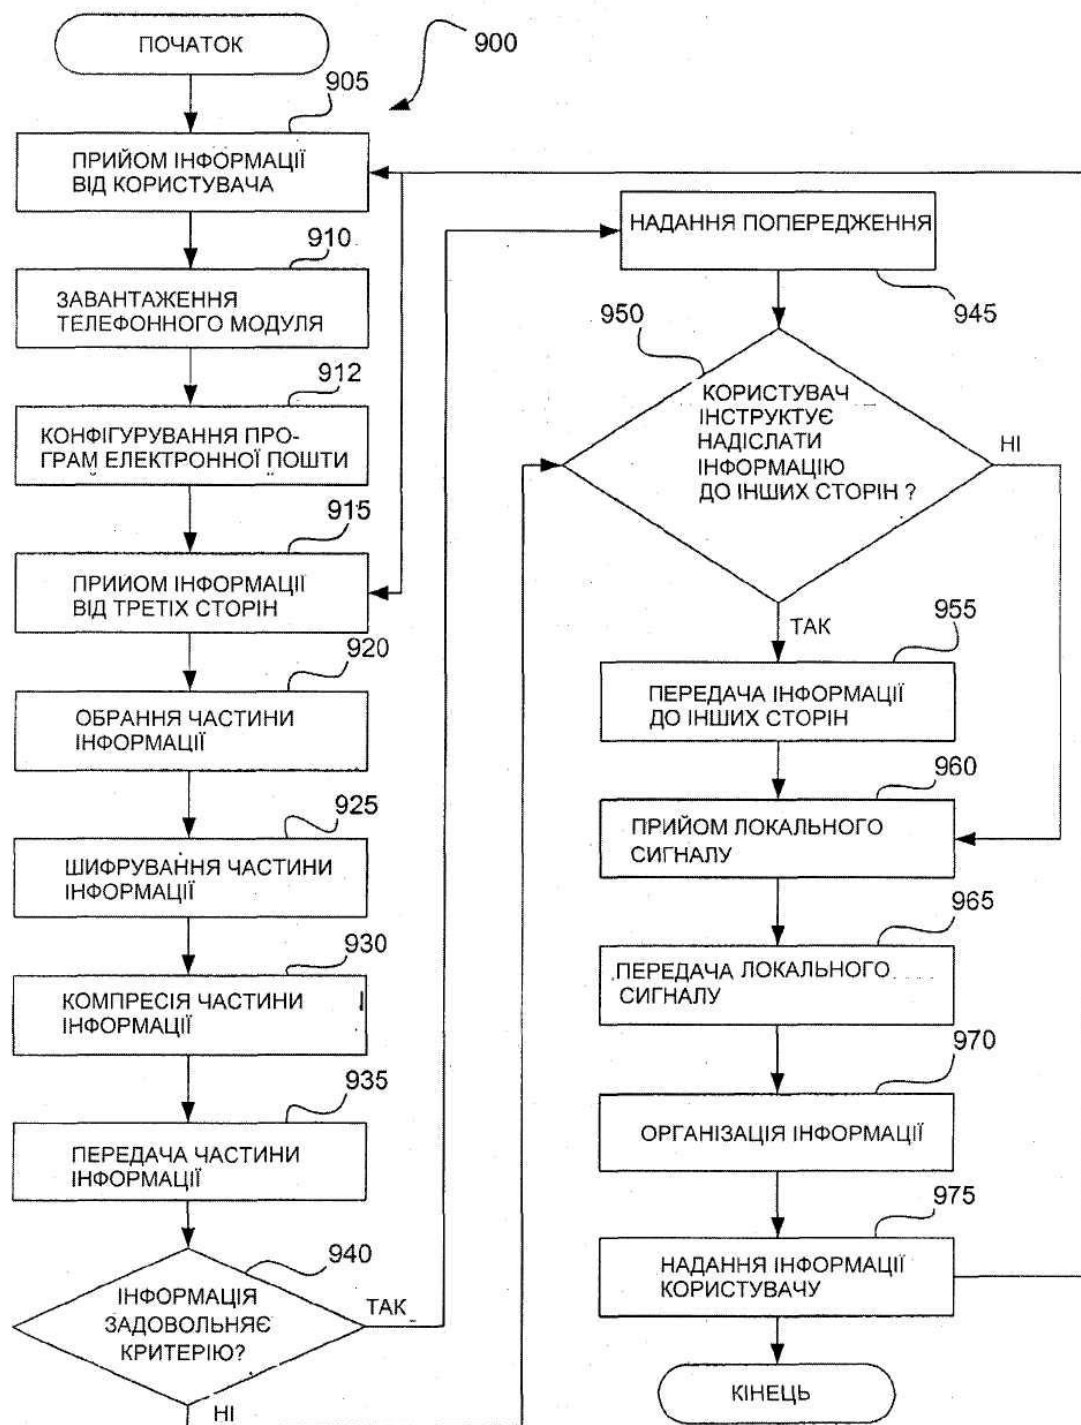 ПОЧАТОК
900
905
ПРИЙОМ ІНФОРМАЦІЇ
ВІД КОРИСТУВАЧА
910
ЗАВАНТАЖЕННЯ
ТЕЛЕФОННОГО МОДУЛЯ
912
КОНФІГУРУВАННЯ ПРО-
ГРАМ ЕЛЕКТРОННОЇ ПОШТИ
915
ПРИЙОМ ІНФОРМАЦІЇ
ВІД ТРЕТІХ СТОРІН
920
ОБРАННЯ ЧАСТИНИ
ІНФОРМАЦІЇ
925
ШИФРУВАННЯ ЧАСТИНИ
ІНФОРМАЦІЇ
930
КОМПРЕСІЯ ЧАСТИНИ
ІНФОРМАЦІЇ
935
ПЕРЕДАЧА ЧАСТИНИ
ІНФОРМАЦІЇ
940
ІНФОРМАЦІЯ
ЗАДОВОЛЬНЯЄ
КРИТЕРІЮ?
ТАК
НІ
НАДАННЯ ПОПЕРЕДЖЕННЯ
945
950
КОРИСТУВАЧ
ІНСТРУКТУЄ
НАДІСЛАТИ
ІНФОРМАЦІЮ
ДО ІНШИХ СТОРІН ?
НІ
ТАК
955
ПЕРЕДАЧА ІНФОРМАЦІЇ
ДО ІНШИХ СТОРІН
960
ПРИЙОМ ЛОКАЛЬНОГО
СИГНАЛУ
965
ПЕРЕДАЧА ЛОКАЛЬНОГО
СИГНАЛУ
970
ОРГАНІЗАЦІЯ ІНФОРМАЦІЇ
975
НАДАННЯ ІНФОРМАЦІЇ
КОРИСТУВАЧУ
КІНЕЦЬ